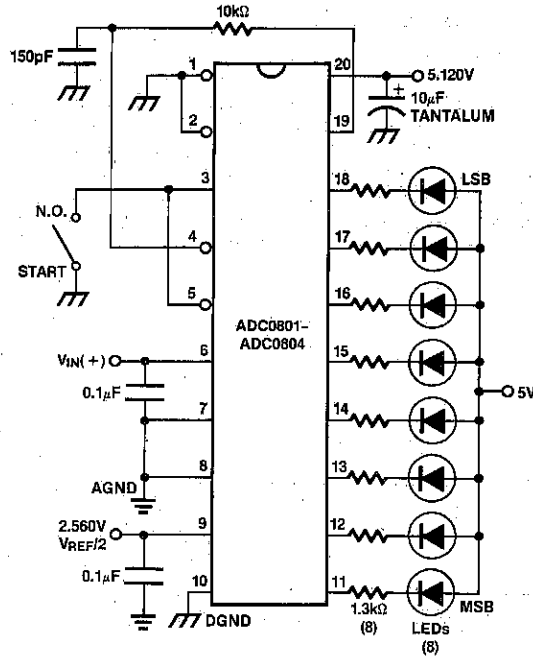 10kΩ
150pF
1
20
5.120V
+
10μF
TANTALUM
2
19
3
18
LSB
N.O.
4
17
START
5
16
ADC0801–
ADC0804
VIN(+)
6
15
0.1μF
5V
7
14
8
13
AGND
2.560V
VREF/2
9
12
0.1μF
10
11
DGND
1.3kΩ
(8)
LEDs
(8)
MSB